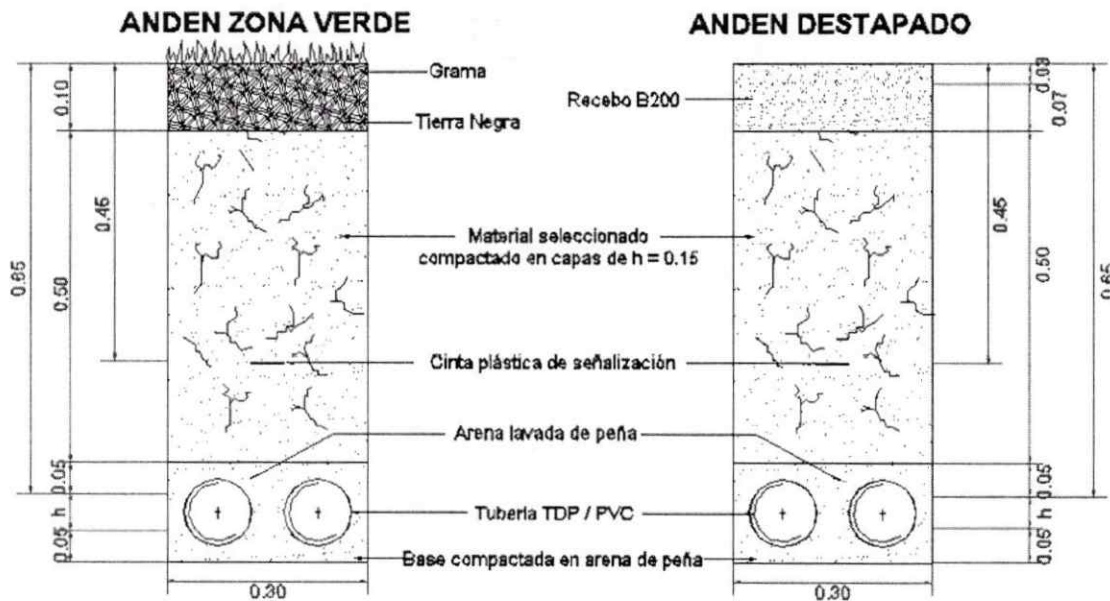 ANDEN ZONA VERDE
ANDEN DESTAPADO
Grama
Tierra Negra
Recebo B200
Material seleccionado
compactado en capas de h = 0.15
Cinta plástica de señalización
Arena lavada de peña
Tubería TDP / PVC
Base compactada en arena de peña
0.10
0.45
0.65
0.50
0.05
h
0.05
0.30
0.03
0.07
0.45
0.50
0.65
0.05
h
0.05
0.30